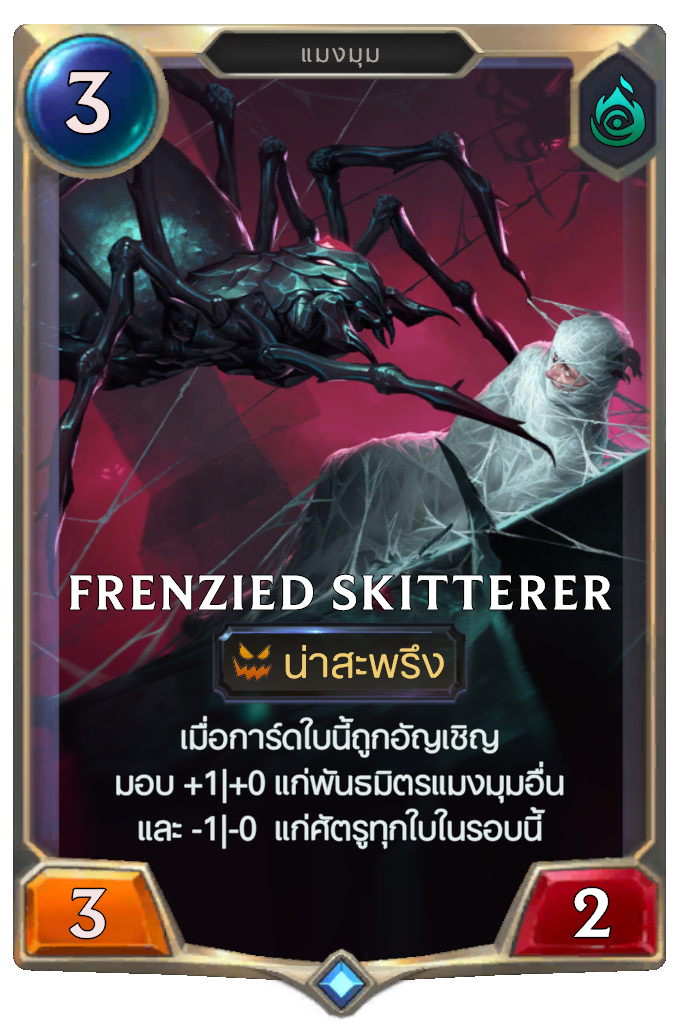 3
แมงมุม
FRENZIED SKITTERER
น่าสะพรึง
เมื่อการ์ดใบนี้ถูกอัญเชิญ
มอบ +1|+0 แก่พันธมิตรแมงมุมอื่น
และ -1|-0 แก่ศัตรูทุกใบในรอบนี้
3
2